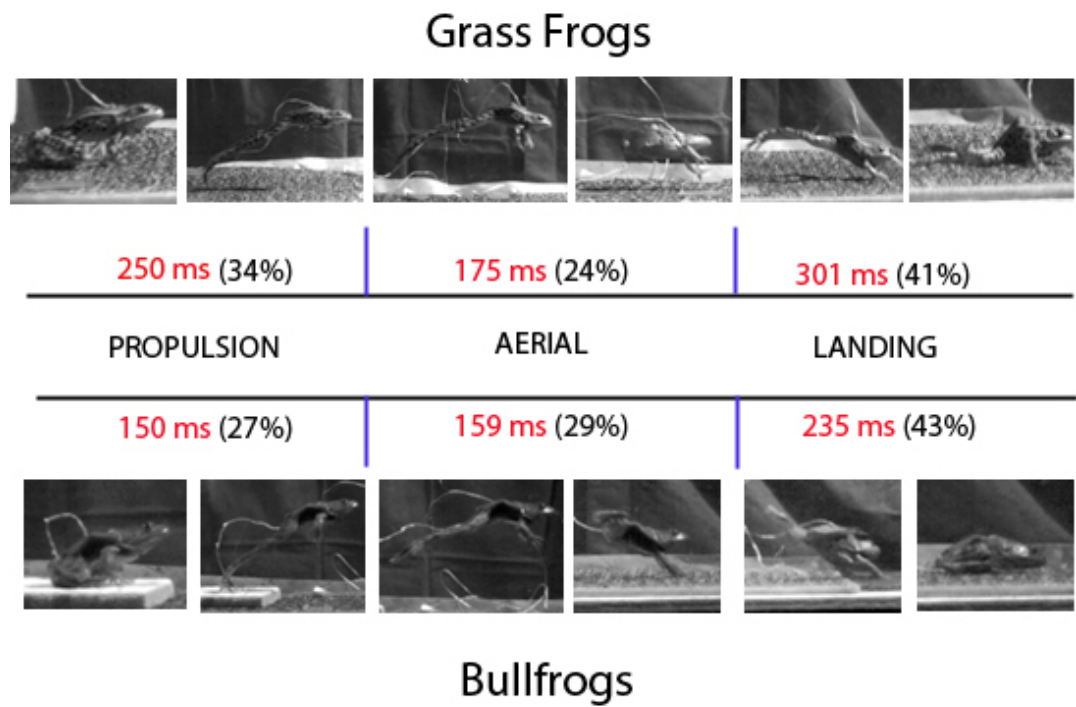 Grass Frogs
250 ms (34%) 175 ms (24%) 301 ms (41%)
PROPULSION AERIAL LANDING
150 ms (27%) 159 ms (29%) 235 ms (43%)
Bullfrogs